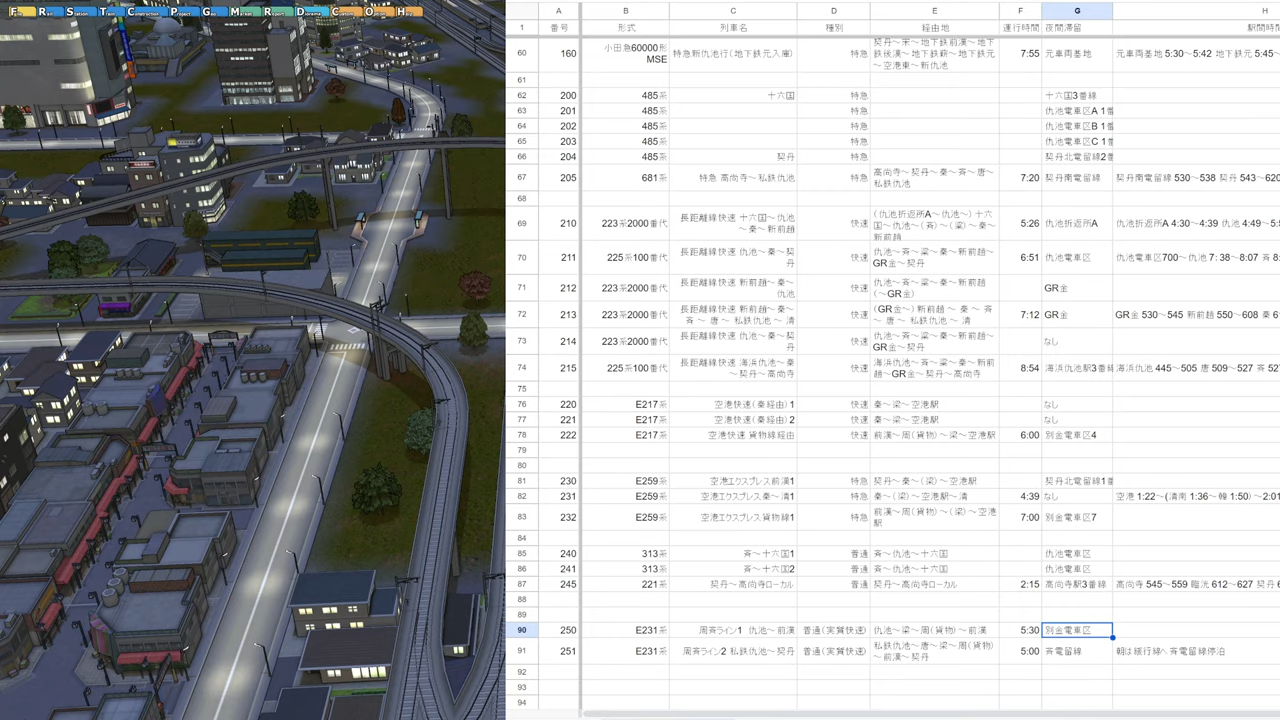 File Rail Station Train Construction Project Geo Market Report Diorama Custom Option Help
A B C D E F G H
1 番号 形式 列車名 種別 経由地 運行時間 夜間滞留 駅間時
60 160 小田急60000形MSE 特急新仇池行(地下鉄元入庫) 特急 契丹～宋～地下鉄前漢～地下鉄後漢～地下鉄新～地下鉄元～空港東～新仇池 7:55 元車両基地 元車両基地 5:30～5:42 地下鉄元 5:45
61
62 200 485系 十六国 特急 十六国3番線
63 201 485系 特急 仇池電車区A 1番
64 202 485系 特急 仇池電車区B 1番
65 203 485系 特急 仇池電車区C 1番
66 204 485系 契丹 特急 契丹北電留線2番
67 205 681系 特急 高尚寺～私鉄仇池 特急 高尚寺～契丹～秦～斉～唐～私鉄仇池 7:20 契丹南電留線 契丹南電留線 530～538 契丹 543～620
68
69 210 223系2000番代 長距離線快速 十六国～仇池～秦～新前趙 快速 (仇池折返所A～仇池～) 十六国～仇池～(斉)～(梁)～秦～新前趙 5:26 仇池折返所A 仇池折返所A 4:30～4:39 仇池 4:49～5:
70 211 225系100番代 長距離線快速 仇池～秦～契丹 快速 仇池～斉～梁～秦～新前趙～GR金～契丹 6:51 仇池電車区 仇池電車区700～仇池 7:38～8:07 斉 8:
71 212 223系2000番代 長距離線快速 新前趙～秦～仇池 快速 仇池～斉～梁～秦～新前趙(～GR金) GR金
72 213 223系2000番代 長距離線快速 新前趙～秦～斉～唐～私鉄仇池～清 快速 (GR金～) 新前趙～秦～斉～唐～私鉄仇池～清 7:12 GR金 GR金 530～545 新前趙 550～608 秦 6
73 214 223系2000番代 長距離線快速 仇池～秦～契丹 快速 仇池～斉～梁～秦～新前趙～GR金～契丹 なし
74 215 225系100番代 長距離線快速 海浜仇池～秦～契丹～高尚寺 快速 海浜仇池～斉～梁～秦～新前趙～GR金～契丹～高尚寺 8:54 海浜仇池駅3番線 海浜仇池 445～505 唐 509～527 斉 527
75
76 220 E217系 空港快速(秦経由) 1 快速 秦～梁～空港駅 なし
77 221 E217系 空港快速(秦経由) 2 快速 秦～梁～空港駅 なし
78 222 E217系 空港快速 貨物線経由 快速 前漢～周(貨物)～梁～空港駅 6:00 別金電車区4
79
80
81 230 E259系 空港エクスプレス前漢1 特急 契丹～秦～(梁)～空港駅 契丹北電留線1番
82 231 E259系 空港エクスプレス秦～清1 特急 秦～(梁)～空港駅～清 4:39 なし 空港 1:22～(清南 1:36～韓 1:50) ～2:01
83 232 E259系 空港エクスプレス貨物線1 特急 前漢～周(貨物)～(梁)～空港駅 7:00 別金電車区7
84
85 240 313系 斉～十六国1 普通 斉～仇池～十六国 仇池電車区
86 241 313系 斉～十六国2 普通 斉～仇池～十六国 仇池電車区
87 245 221系 契丹～高尚寺ローカル 普通 契丹～高尚寺ローカル 2:15 高尚寺駅3番線 高尚寺 545～559 臨洮 612～627 契丹
88
89
90 250 E231系 周斉ライン1 仇池～前漢 普通(実質快速) 仇池～梁～周(貨物)～前漢 5:30 別金電車区
91 251 E231系 周斉ライン2 私鉄仇池～契丹 普通(実質快速) 私鉄仇池～唐～梁～周(貨物)～前漢～契丹 5:00 斉電留線 朝は緩行線へ 斉電留線停泊
92
93
94